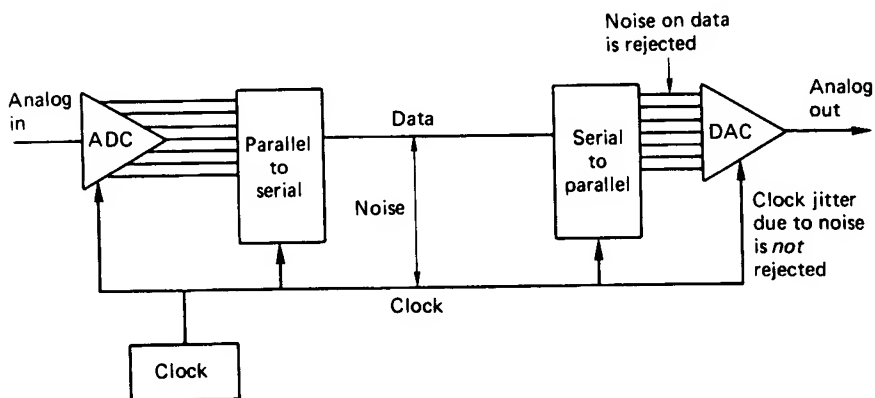 Noise on data
is rejected
Analog
in
ADC
Parallel
to
serial
Data
Noise
Serial
to
parallel
DAC
Analog
out
Clock jitter
due to noise
is not
rejected
Clock
Clock